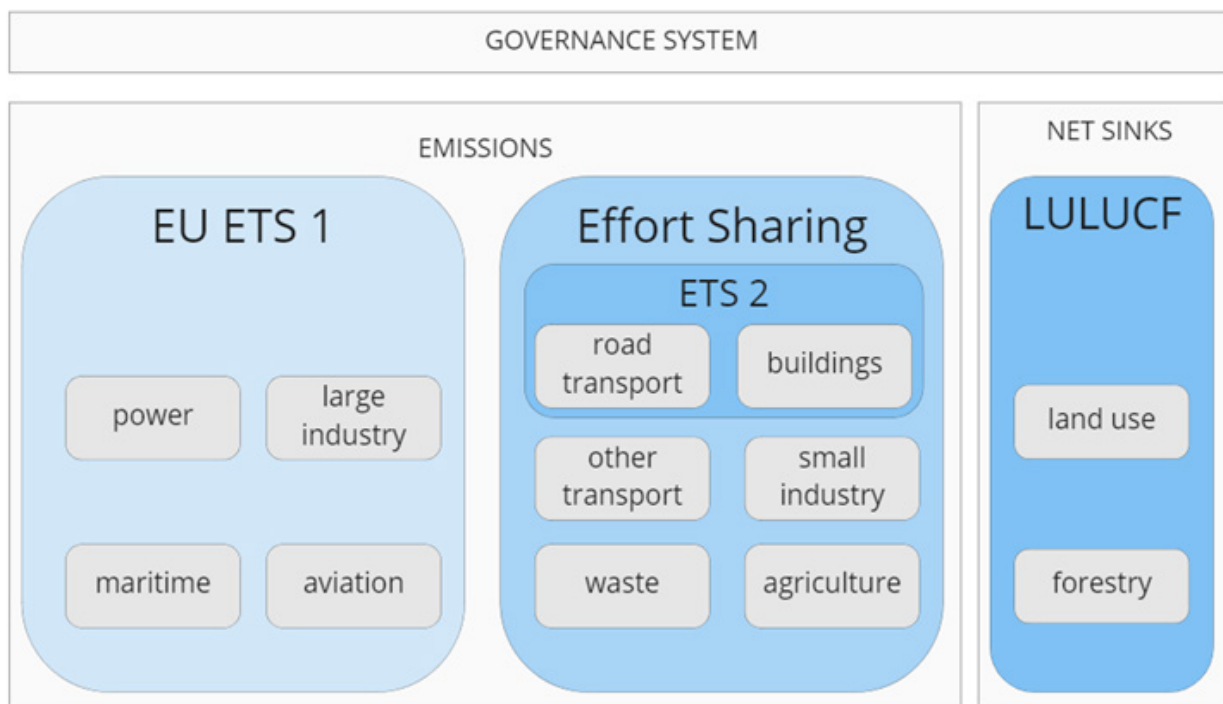 GOVERNANCE SYSTEM
EMISSIONS
EU ETS 1
power
large
industry
maritime
aviation
Effort Sharing
ETS 2
road
transport
buildings
other
transport
small
industry
waste
agriculture
NET SINKS
LULUCF
land use
forestry